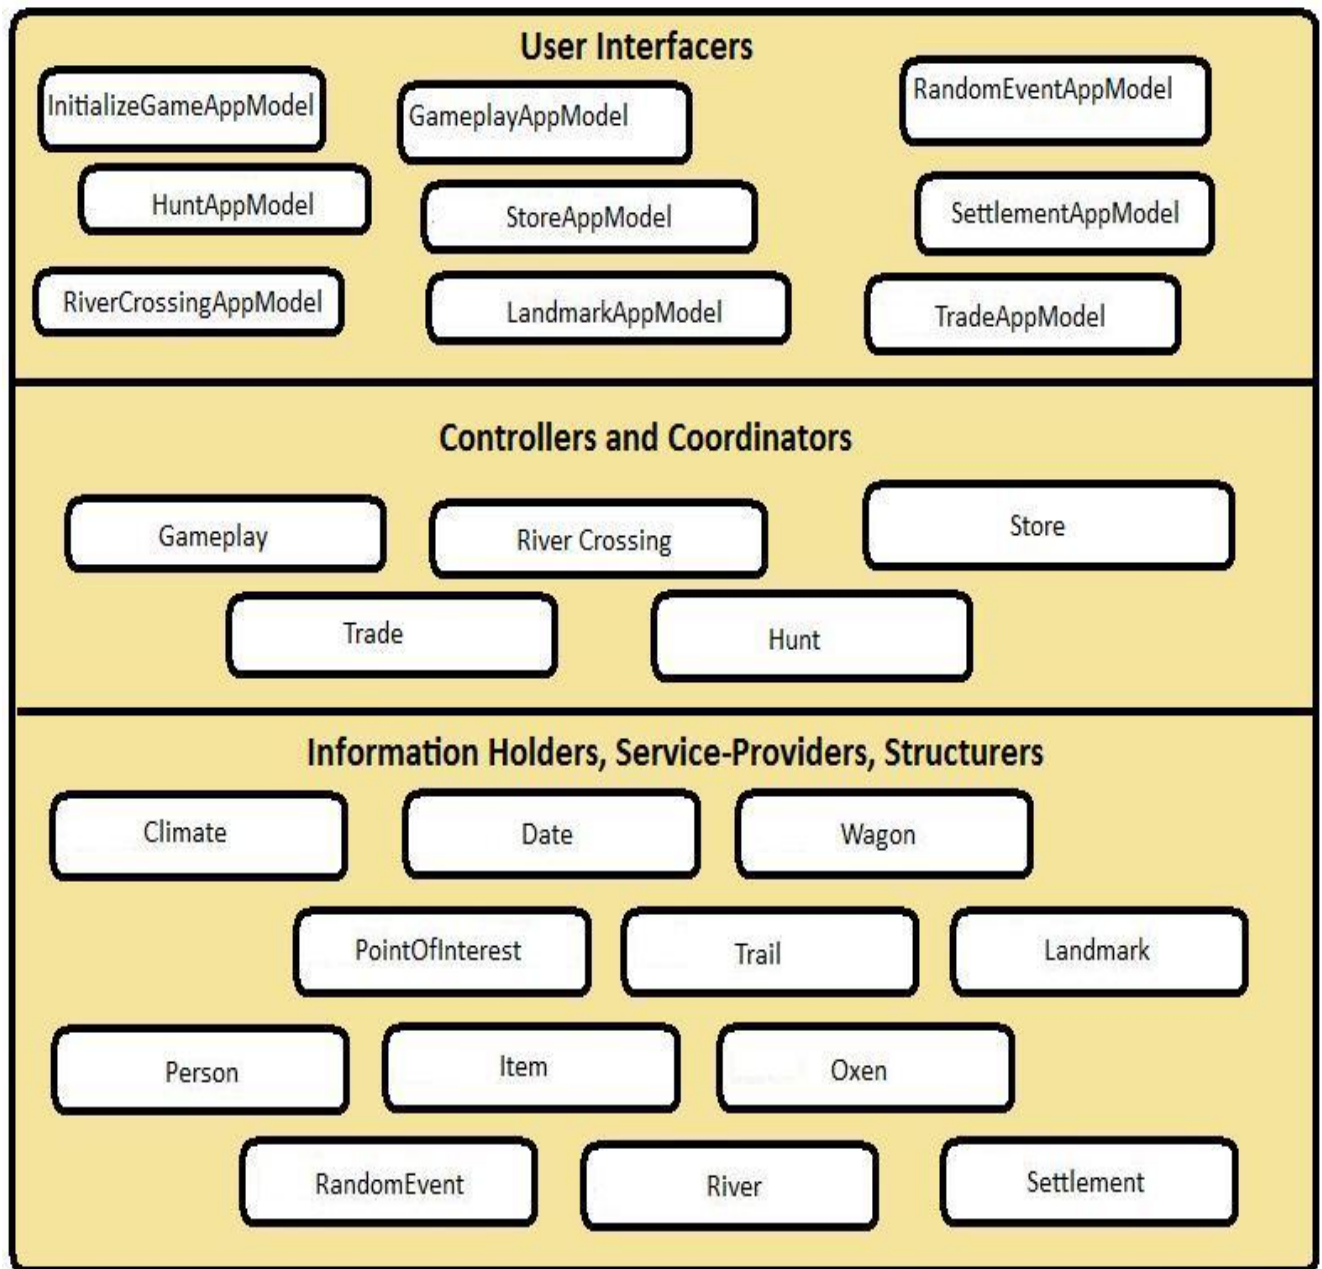 User Interfacers
InitializeGameAppModel
GameplayAppModel
RandomEventAppModel
HuntAppModel
StoreAppModel
SettlementAppModel
RiverCrossingAppModel
LandmarkAppModel
TradeAppModel
Controllers and Coordinators
Gameplay
River Crossing
Store
Trade
Hunt
Information Holders, Service-Providers, Structurers
Climate
Date
Wagon
PointOfInterest
Trail
Landmark
Person
Item
Oxen
RandomEvent
River
Settlement